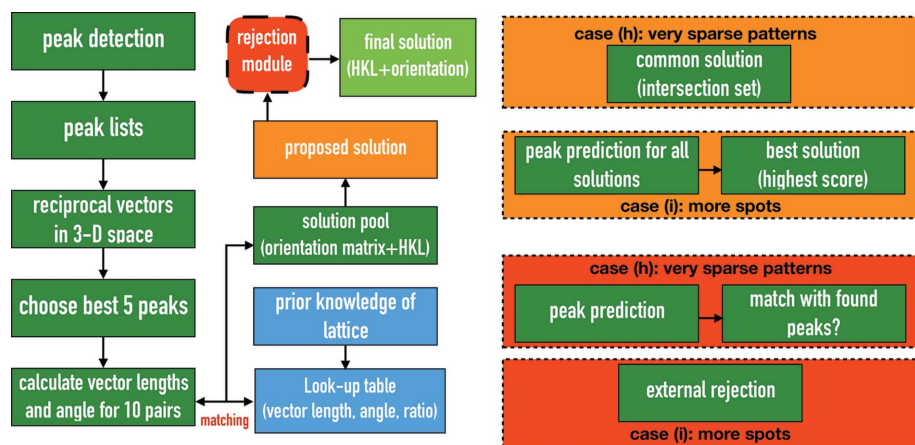 peak detection
peak lists
reciprocal vectors
in 3-D space
choose best 5 peaks
calculate vector lengths
and angle for 10 pairs
matching
rejection
module
final solution
(HKL+orientation)
proposed solution
solution pool
(orientation matrix+HKL)
prior knowledge of
lattice
Look-up table
(vector length, angle, ratio)
case (h): very sparse patterns
common solution
(intersection set)
peak prediction for all
solutions
best solution
(highest score)
case (i): more spots
case (h): very sparse patterns
peak prediction
match with found
peaks?
external rejection
case (i): more spots